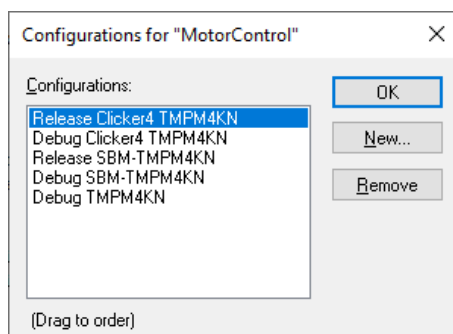 Configurations for "MotorControl"
Configurations:
Release Clicker4 TMPM4KN
Debug Clicker4 TMPM4KN
Release SBM-TMPM4KN
Debug SBM-TMPM4KN
Debug TMPM4KN
OK
New...
Remove
(Drag to order)